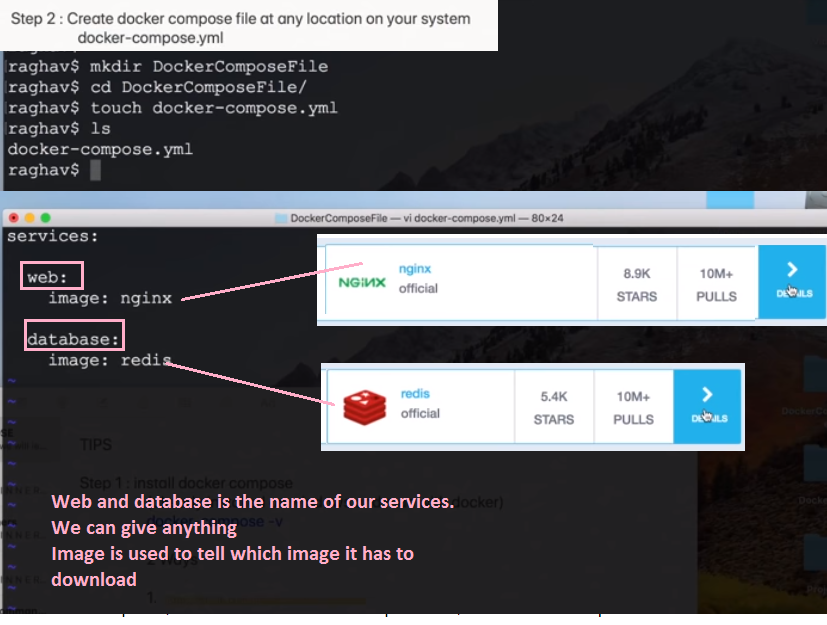 Step 2 : Create docker compose file at any location on your system
docker-compose.yml
raghav$ mkdir DockerComposeFile
raghav$ cd DockerComposeFile/
raghav$ touch docker-compose.yml
raghav$ ls
docker-compose.yml
raghav$
DockerComposeFile — vi docker-compose.yml — 80×24
services:
web:
image: nginx
NGINX
nginx
official
8.9K
STARS
10M+
PULLS
DETAILS
database:
image: redis
redis
official
5.4K
STARS
10M+
PULLS
DETAILS
~
~
~
~
~
~
~
~
~
~
~
~
TIPS
Step 1 : install docker compose
docker)
-v
Web and database is the name of our services.
We can give anything
Image is used to tell which image it has to
download
2 Ways
1.